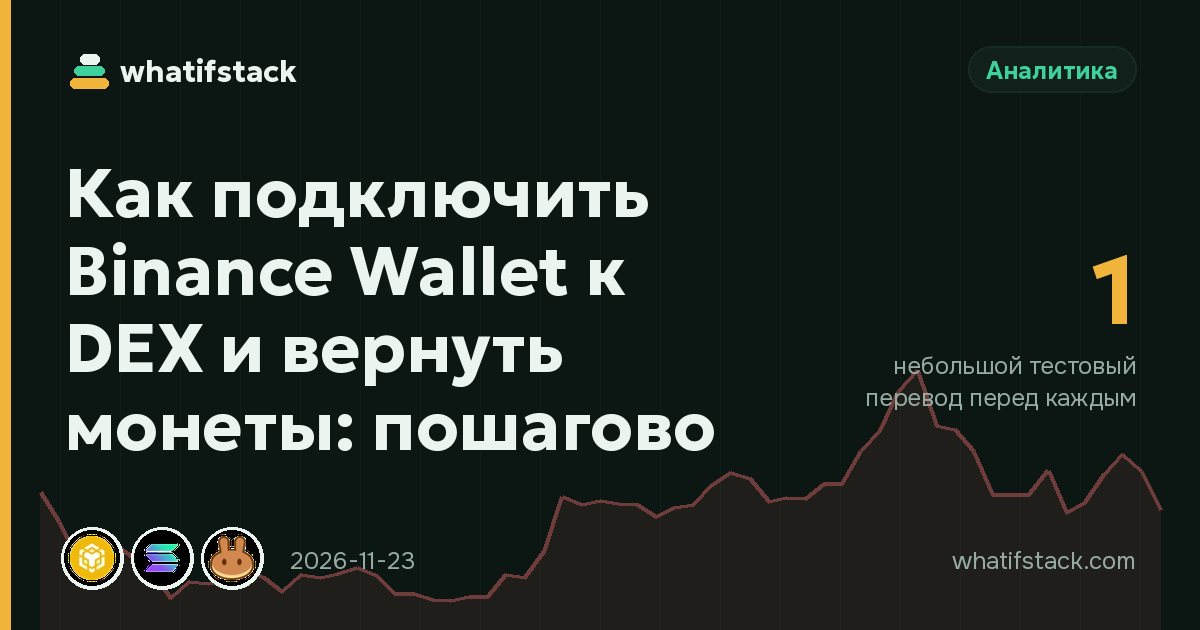 whatifstack
Аналитика
Как подключить
Binance Wallet к
DEX и вернуть
монеты: пошагово
1
небольшой тестовый
перевод перед каждым
2026-11-23
whatifstack.com